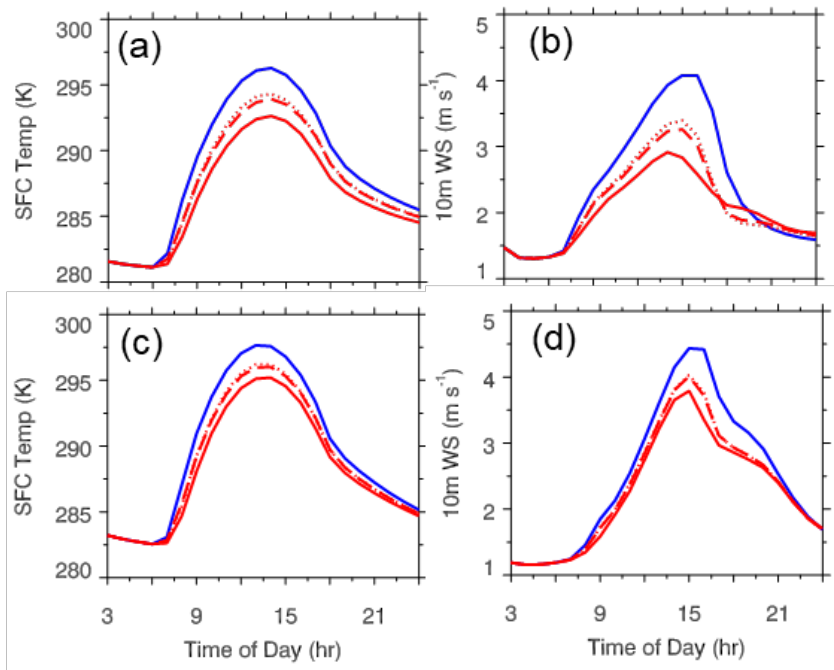 (a)
300
295
290
285
280
SFC Temp (K)
(b)
5
4
3
2
1
10m WS (m s⁻¹)
(c)
300
295
290
285
280
SFC Temp (K)
3 9 15 21
Time of Day (hr)
(d)
5
4
3
2
1
10m WS (m s⁻¹)
3 9 15 21
Time of Day (hr)